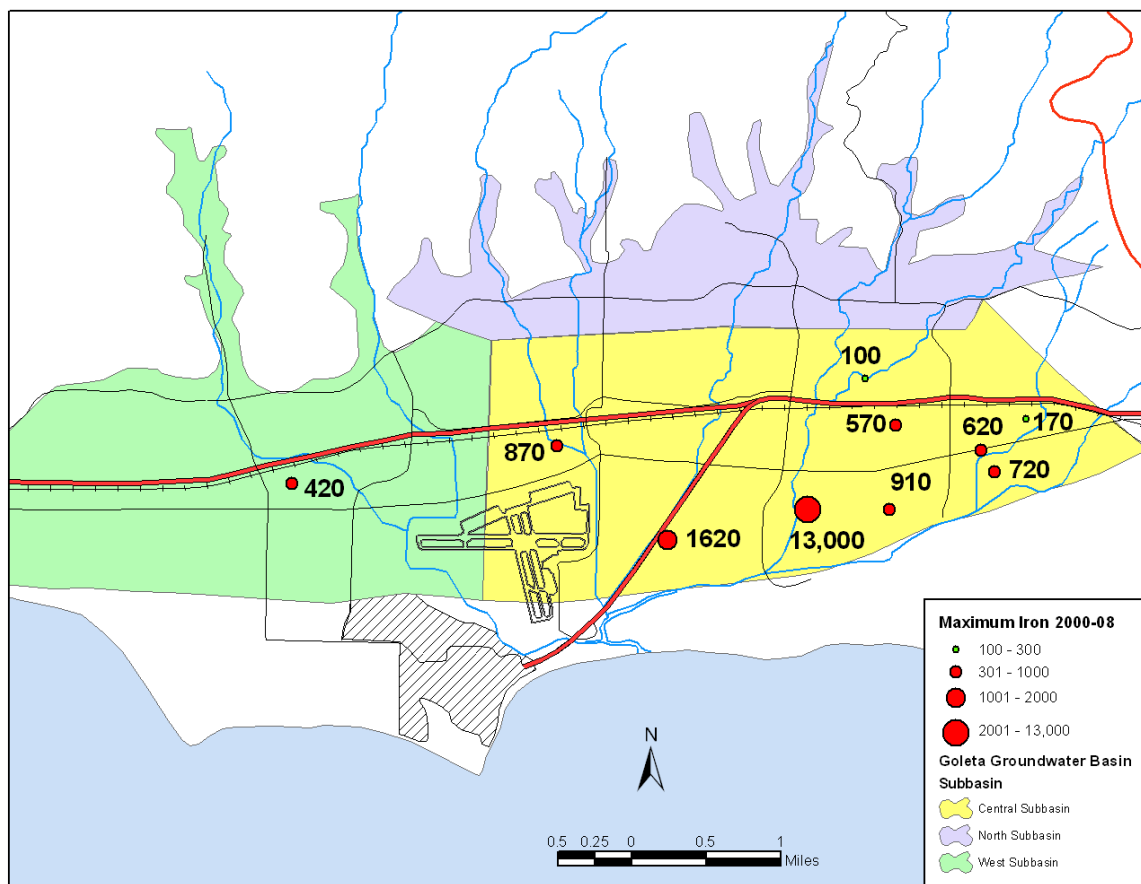 100
570
620
170
870
720
420
910
1620
13,000
Maximum Iron 2000-08
100 - 300
301 - 1000
1001 - 2000
2001 - 13,000
Goleta Groundwater Basin
Subbasin
Central Subbasin
North Subbasin
West Subbasin
N
0.5 0.25 0 0.5 1
Miles